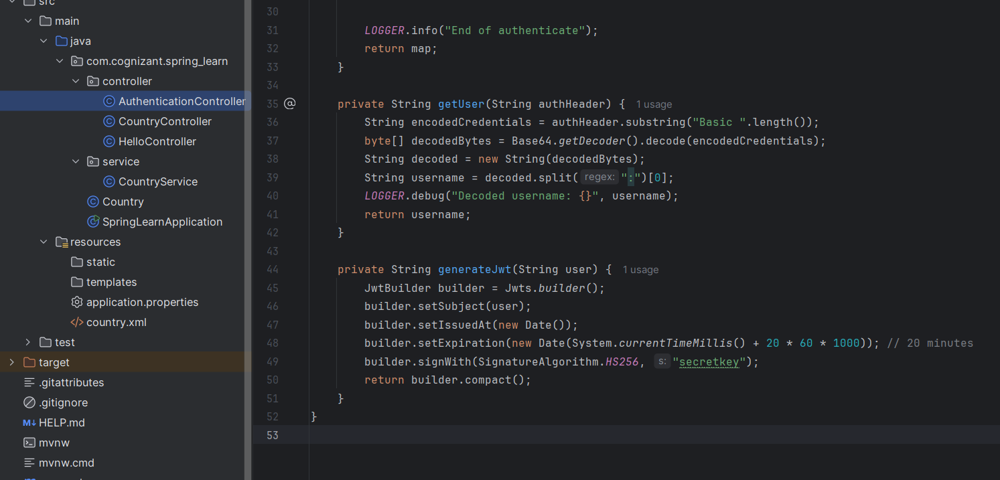 src
main
java
com.cognizant.spring_learn
controller
AuthenticationController
CountryController
HelloController
service
CountryService
Country
SpringLearnApplication
resources
static
templates
application.properties
country.xml
test
target
.gitattributes
.gitignore
HELP.md
mvnw
mvnw.cmd
30
31 LOGGER.info("End of authenticate");
32 return map;
33 }
34
35 private String getUser(String authHeader) { 1 usage
36 String encodedCredentials = authHeader.substring("Basic ".length());
37 byte[] decodedBytes = Base64.getDecoder().decode(encodedCredentials);
38 String decoded = new String(decodedBytes);
39 String username = decoded.split( regex: ":")[0];
40 LOGGER.debug("Decoded username: {}", username);
41 return username;
42 }
43
44 private String generateJwt(String user) { 1 usage
45 JwtBuilder builder = Jwts.builder();
46 builder.setSubject(user);
47 builder.setIssuedAt(new Date());
48 builder.setExpiration(new Date(System.currentTimeMillis() + 20 * 60 * 1000)); // 20 minutes
49 builder.signWith(SignatureAlgorithm.HS256, s: "secretkey");
50 return builder.compact();
51 }
52 }
53